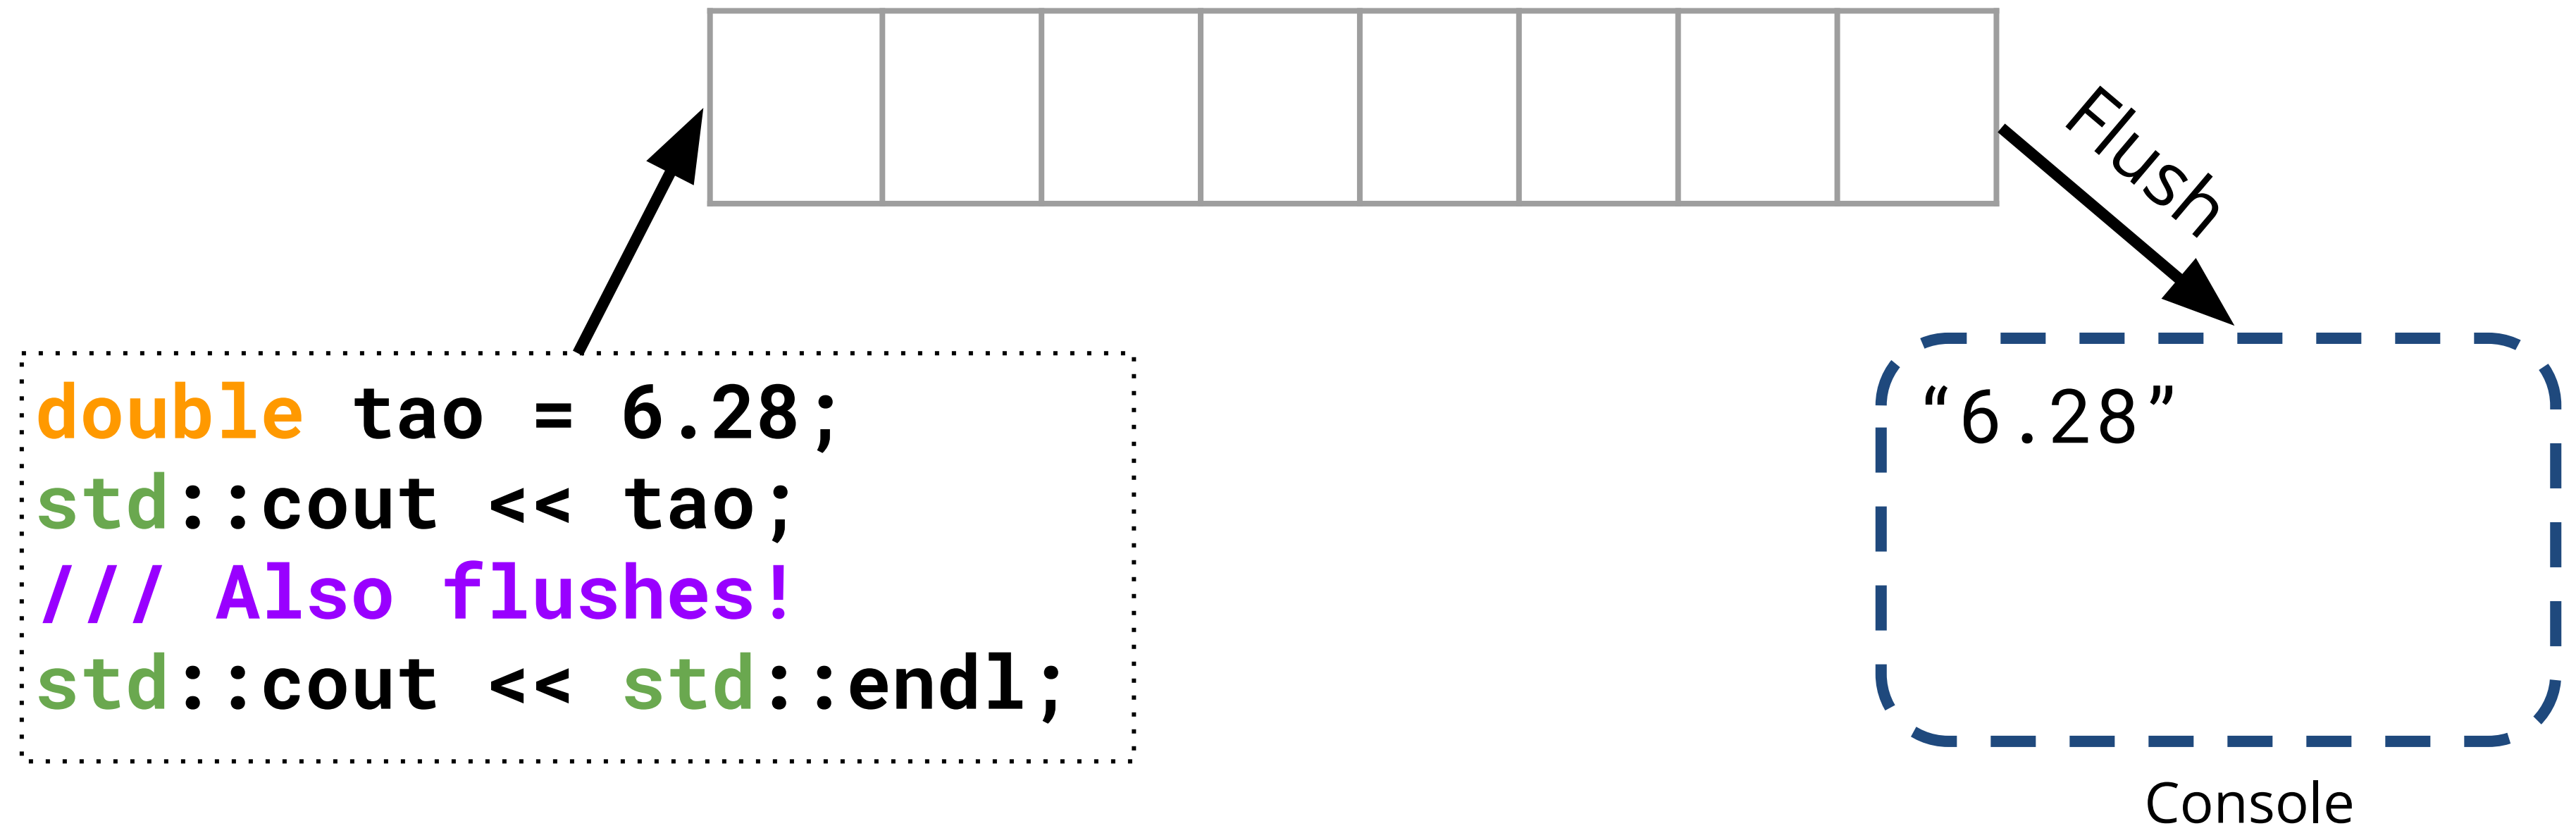 Flush
double tao = 6.28;
std::cout << tao;
/// Also flushes!
std::cout << std::endl;
“6.28”
Console